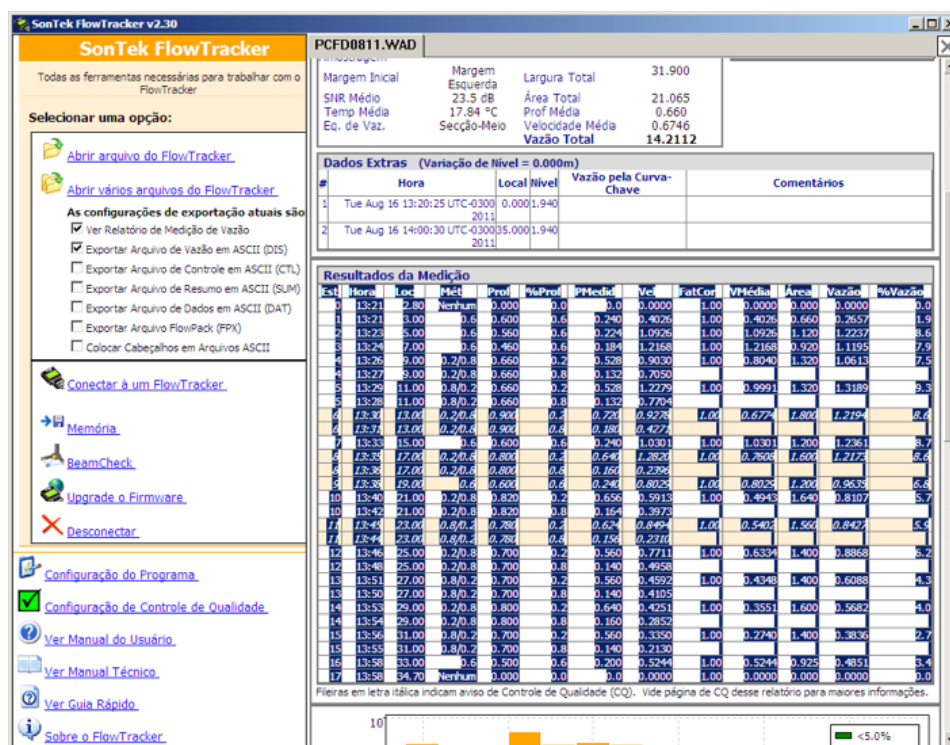 SonTek FlowTracker v2.30
SonTek FlowTracker
Todas as ferramentas necessárias para trabalhar com o
FlowTracker
Selecionar uma opção:
Abrir arquivo do FlowTracker
Abrir vários arquivos do FlowTracker
As configurações de exportação atuais são
Ver Relatório de Medição de Vazão
Exportar Arquivo de Vazão em ASCII (DIS)
Exportar Arquivo de Controle em ASCII (CTL)
Exportar Arquivo de Resumo em ASCII (SUM)
Exportar Arquivo de Dados em ASCII (DAT)
Exportar Arquivo FlowPack (FPX)
Colocar Cabeçalhos em Arquivos ASCII
Conectar à um FlowTracker
Memória
BeamCheck
Upgrade o Firmware
Desconectar
Configuração do Programa
Configuração de Controle de Qualidade
Ver Manual do Usuário
Ver Manual Técnico
Ver Guia Rápido
Sobre o FlowTracker
PCFD0811.WAD
Margem Inicial Margem Esquerda Largura Total 31.900
SNR Médio 23.5 dB Área Total 21.065
Temp Média 17.84 °C Prof Média 0.660
Eq. de Vaz. Secção-Meio Velocidade Média 0.6746
Vazão Total 14.2112
Dados Extras (Variação de Nível = 0.000m)
# Hora Local Nível Vazão pela Curva-Chave Comentários
1 Tue Aug 16 13:20:25 UTC-0300 2011 0.000 1.940
2 Tue Aug 16 14:00:30 UTC-0300 2011 35.000 1.940
Resultados da Medição
Est Hora Loc Mét Prof %Prof PMedid Vel FatCor VMédia Área Vazão %Vazão
0 13:21 2.80 Nenhum 0.000 0.0 0.0 0.0000 1.00 0.0000 0.000 0.0000 0.0
1 13:21 3.00 0.6 0.600 0.6 0.240 0.4026 1.00 0.4026 0.660 0.2657 1.9
2 13:23 5.00 0.6 0.560 0.6 0.224 1.0926 1.00 1.0926 1.120 1.2237 8.6
3 13:24 7.00 0.6 0.460 0.6 0.184 1.2168 1.00 1.2168 0.920 1.1195 7.9
4 13:26 9.00 0.2/0.8 0.660 0.2 0.528 0.9030 1.00 0.8040 1.320 1.0613 7.5
4 13:27 9.00 0.2/0.8 0.660 0.8 0.132 0.7050
5 13:29 11.00 0.8/0.2 0.660 0.2 0.528 1.2279 1.00 0.9991 1.320 1.3189 9.3
5 13:28 11.00 0.8/0.2 0.660 0.8 0.132 0.7704
6 13:30 13.00 0.2/0.8 0.900 0.2 0.720 0.9278 1.00 0.6774 1.800 1.2194 8.6
6 13:31 13.00 0.2/0.8 0.900 0.8 0.180 0.4271
7 13:33 15.00 0.6 0.600 0.6 0.240 1.0301 1.00 1.0301 1.200 1.2361 8.7
8 13:35 17.00 0.2/0.8 0.800 0.2 0.640 1.2820 1.00 0.7608 1.600 1.2173 8.6
8 13:36 17.00 0.2/0.8 0.800 0.8 0.160 0.2396
9 13:38 19.00 0.6 0.600 0.6 0.240 0.8029 1.00 0.8029 1.200 0.9635 6.8
10 13:40 21.00 0.2/0.8 0.820 0.2 0.656 0.5913 1.00 0.4943 1.640 0.8107 5.7
10 13:42 21.00 0.2/0.8 0.820 0.8 0.164 0.3973
11 13:45 23.00 0.8/0.2 0.780 0.2 0.624 0.8494 1.00 0.5402 1.560 0.8427 5.9
11 13:44 23.00 0.8/0.2 0.780 0.8 0.156 0.2310
12 13:46 25.00 0.2/0.8 0.700 0.2 0.560 0.7711 1.00 0.6334 1.400 0.8868 6.2
12 13:48 25.00 0.2/0.8 0.700 0.8 0.140 0.4958
13 13:51 27.00 0.8/0.2 0.700 0.2 0.560 0.4592 1.00 0.4348 1.400 0.6088 4.3
13 13:50 27.00 0.8/0.2 0.700 0.8 0.140 0.4105
14 13:53 29.00 0.2/0.8 0.800 0.2 0.640 0.4251 1.00 0.3551 1.600 0.5682 4.0
14 13:54 29.00 0.2/0.8 0.800 0.8 0.160 0.2852
15 13:56 31.00 0.8/0.2 0.700 0.2 0.560 0.3350 1.00 0.2740 1.400 0.3836 2.7
15 13:55 31.00 0.8/0.2 0.700 0.8 0.140 0.2130
16 13:58 33.00 0.6 0.500 0.6 0.200 0.5244 1.00 0.5244 0.925 0.4851 3.4
17 13:58 34.70 Nenhum 0.000 0.0 0.0 0.0000 1.00 0.0000 0.000 0.0000 0.0
Fileiras em letra itálica indicam aviso de Controle de Qualidade (CQ). Vide página de CQ desse relatório para maiores informações.
10
<5.0%